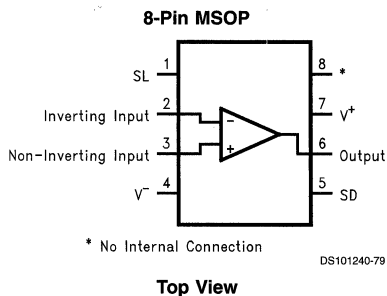 8-Pin MSOP
SL 1
8 *
Inverting Input 2
7 V+
Non-Inverting Input 3
6 Output
V− 4
5 SD
−
+
* No Internal Connection
DS101240-79
Top View